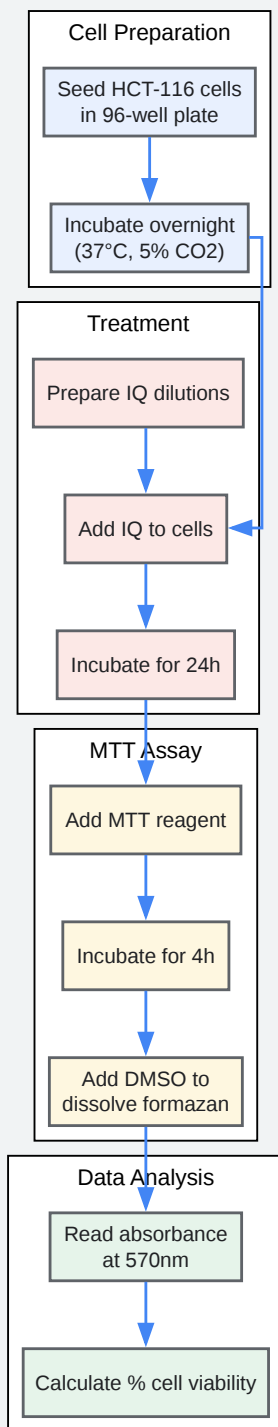 Cell Preparation
Seed HCT-116 cells
in 96-well plate
Incubate overnight
(37°C, 5% CO2)
Treatment
Prepare IQ dilutions
Add IQ to cells
Incubate for 24h
MTT Assay
Add MTT reagent
Incubate for 4h
Add DMSO to
dissolve formazan
Data Analysis
Read absorbance
at 570nm
Calculate % cell viability